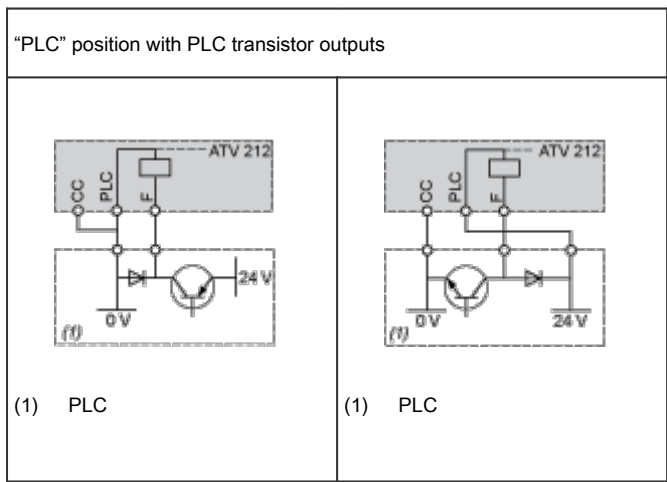 “PLC” position with PLC transistor outputs
ATV 212
CC
PLC
F
24 V
0 V
(1)
(1) PLC
ATV 212
CC
PLC
F
0 V
24 V
(1)
(1) PLC